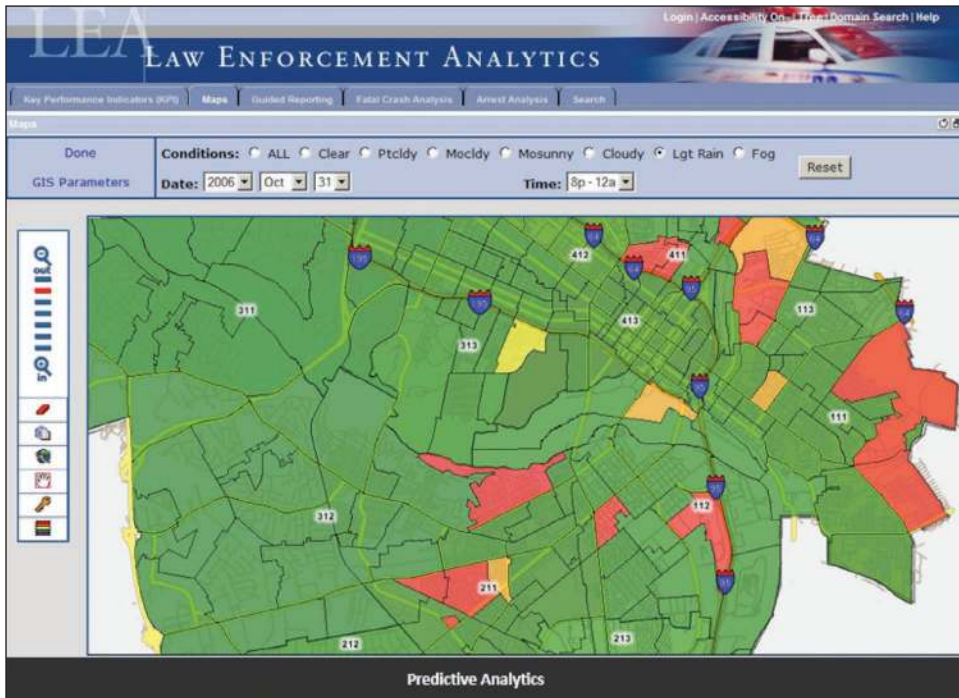 Login | Accessibility On | Tree | Domain Search | Help
LEA
LAW ENFORCEMENT ANALYTICS
Key Performance Indicators (KPI) Maps Guided Reporting Fatal Crash Analysis Arrest Analysis Search
Maps
Done
GIS Parameters
Conditions: ALL Clear Ptcldy Mocldy Mosunny Cloudy Lgt Rain Fog
Reset
Date: 2006 Oct 31 Time: 8p - 12a
64
64
412
411
195
64
95
95
311
113
64
413
313
95
111
95
112
312
95
211
212
213
Predictive Analytics